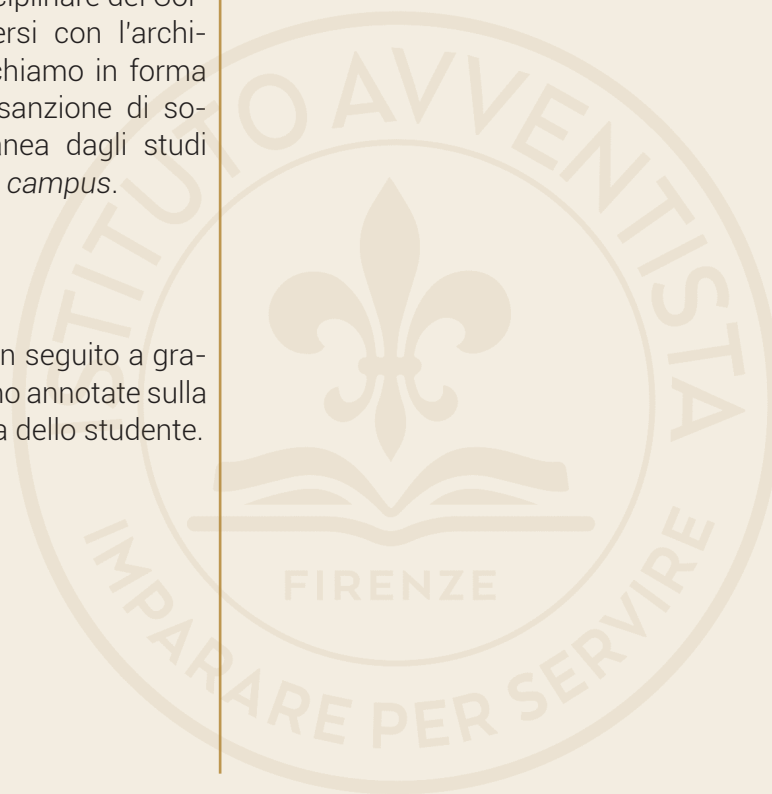 ciplinare del Col-
ersi con l'archi-
chiamo in forma
sanzione di so-
nea dagli studi
campus.
n seguito a gra-
no annotate sulla
a dello studente.
ISTITUTO AVVENTISTA
FIRENZE
IMPARARE PER SERVIRE